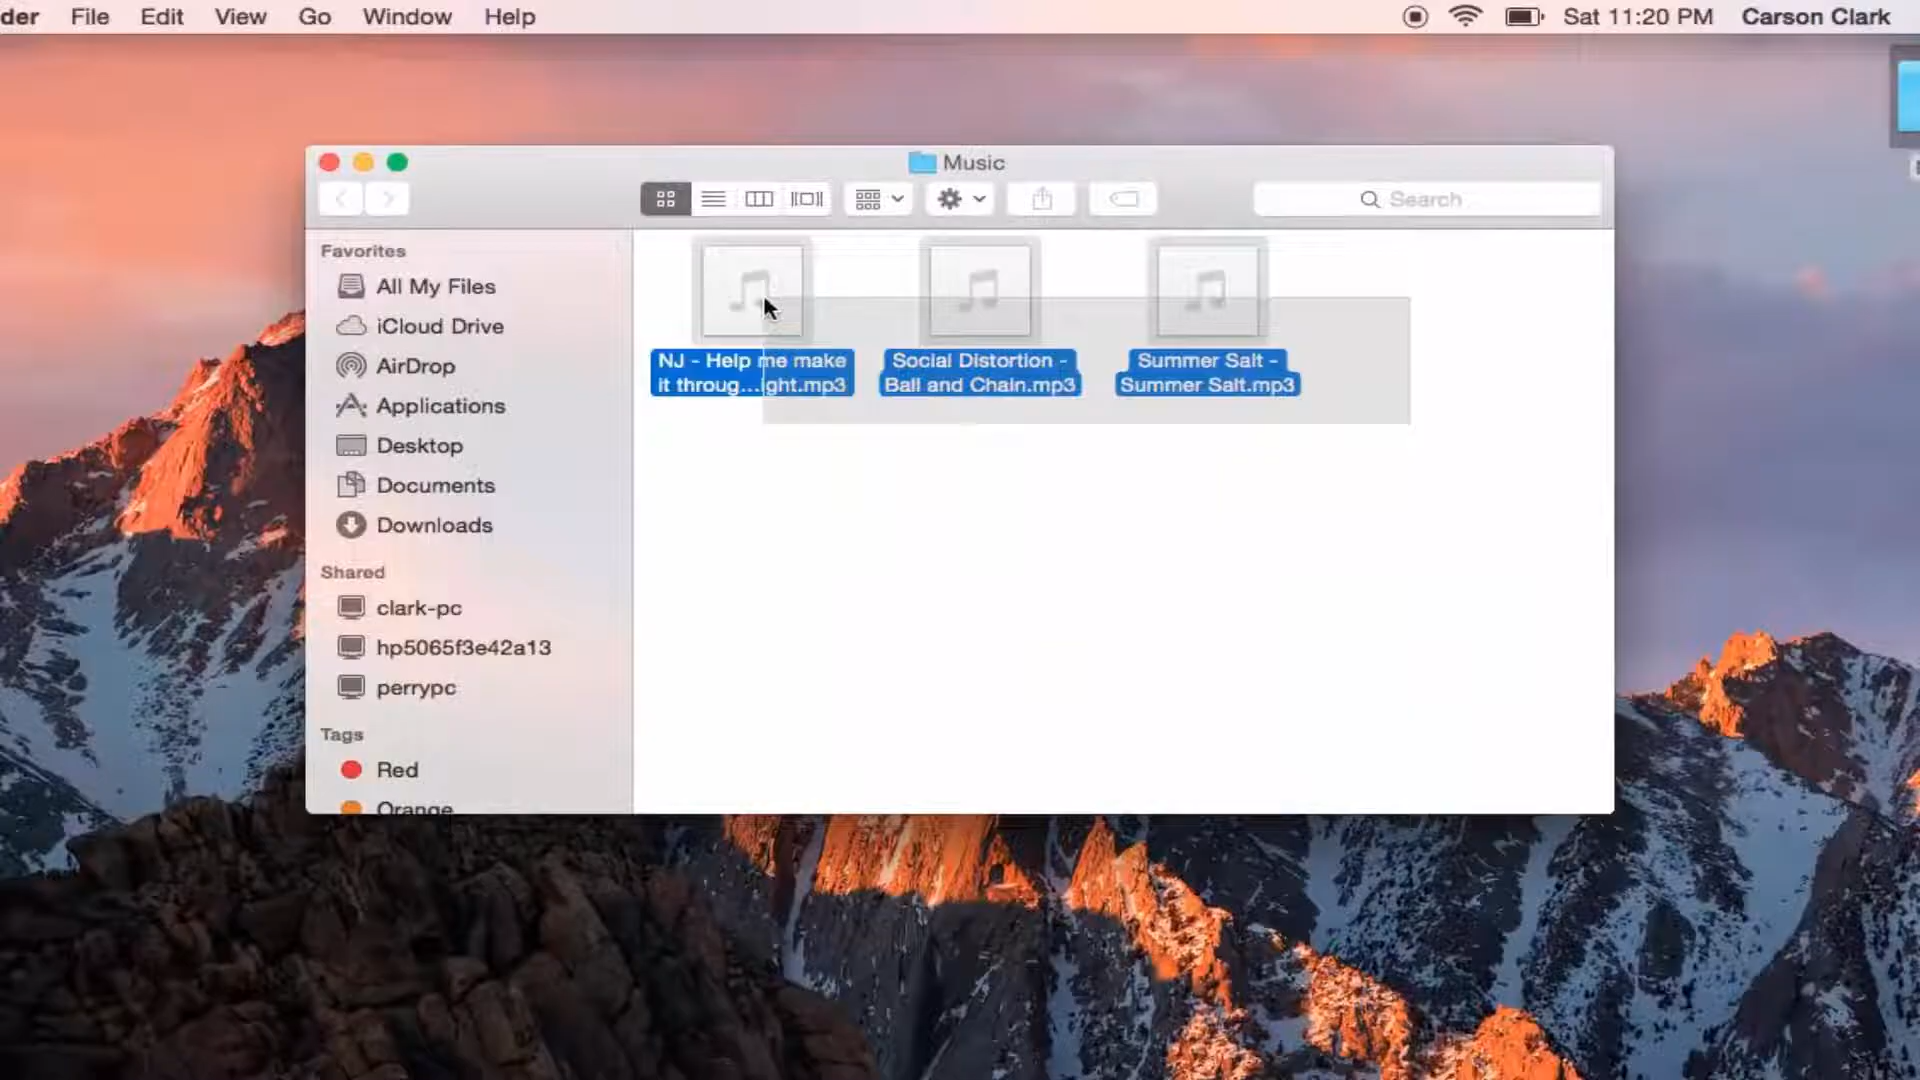 der File Edit View Go Window Help Sat 11:20 PM Carson Clark
Music
Search
Favorites
All My Files
iCloud Drive
AirDrop
Applications
Desktop
Documents
Downloads
Shared
clark-pc
hp5065f3e42a13
perrypc
Tags
Red
Orange
NJ - Help me make
it throug...ight.mp3
Social Distortion -
Ball and Chain.mp3
Summer Salt -
Summer Salt.mp3